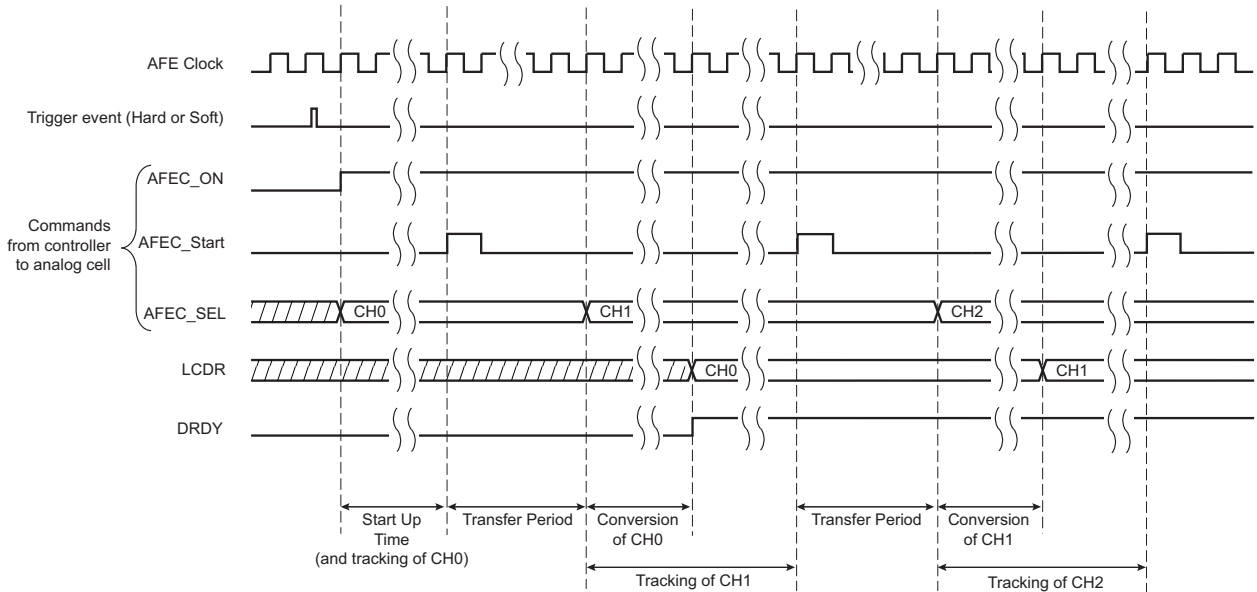 AFE Clock
Trigger event (Hard or Soft)
AFEC_ON
Commands
from controller
to analog cell
AFEC_Start
AFEC_SEL
CH0
CH1
CH2
LCDR
CH0
CH1
DRDY
Start Up
Time
(and tracking of CH0)
Transfer Period
Conversion
of CH0
Transfer Period
Conversion
of CH1
Tracking of CH1
Tracking of CH2